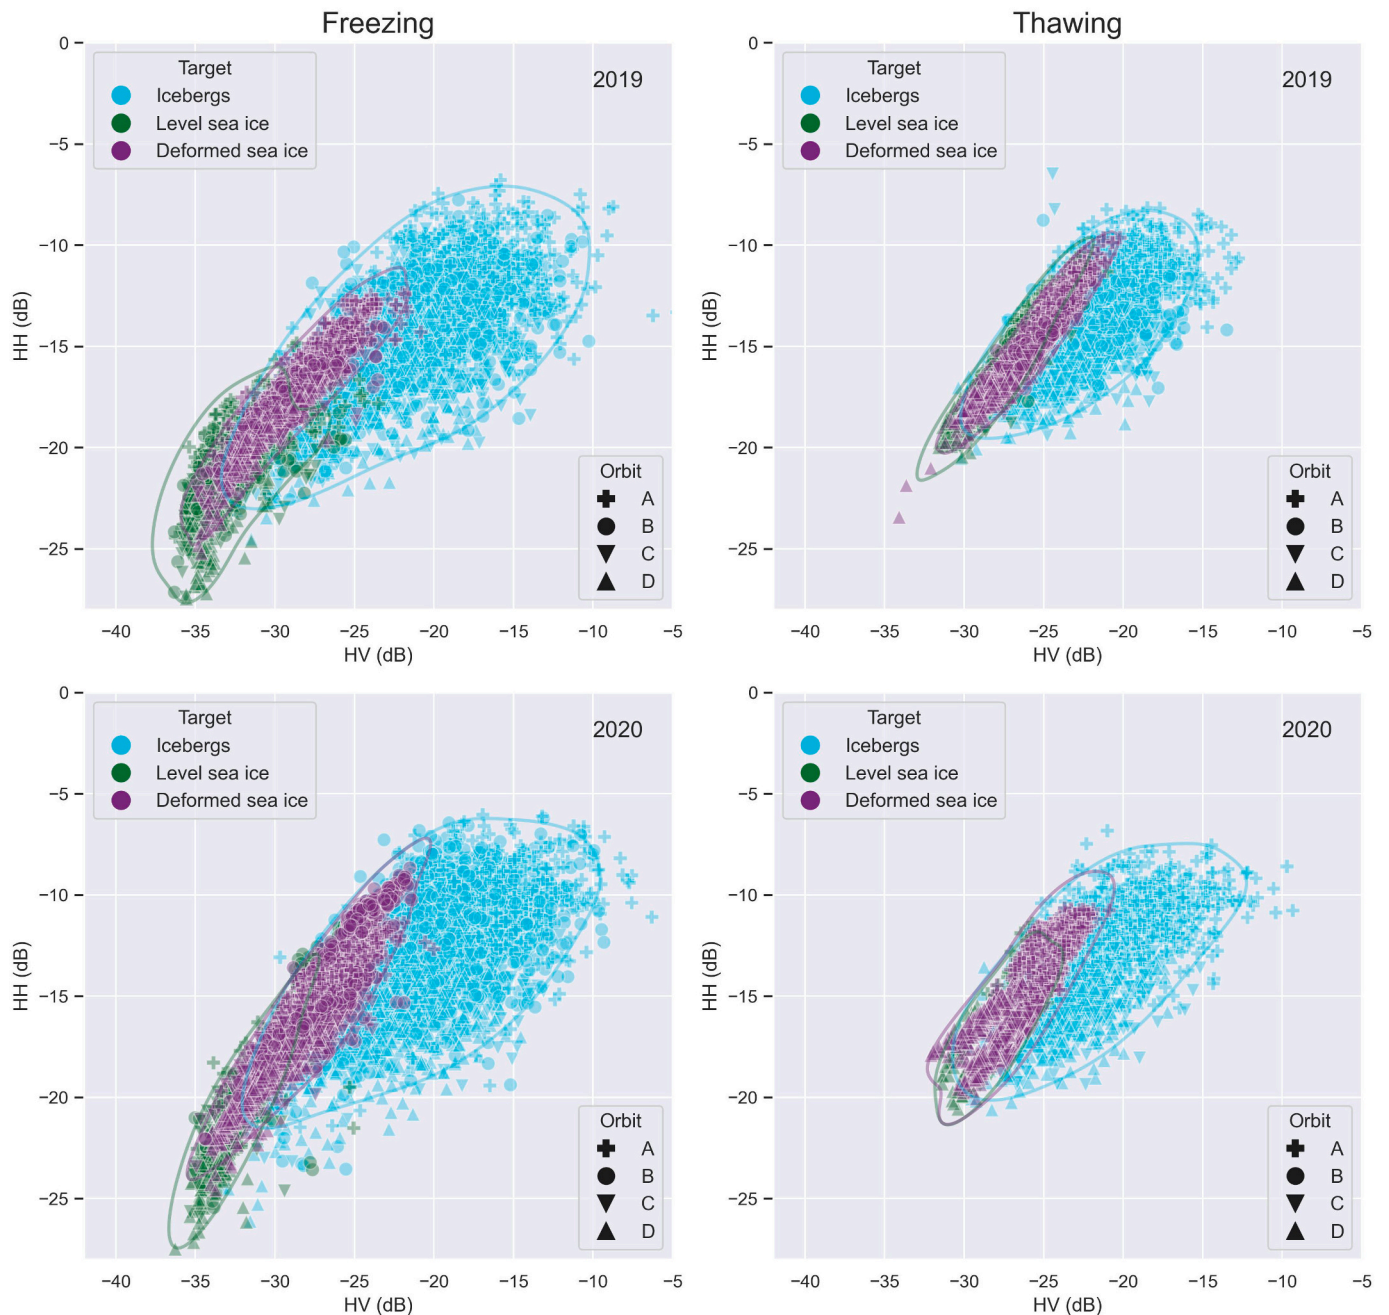 Freezing
Thawing
0
−5
−10
−15
−20
−25
HH (dB)
Target
Icebergs
Level sea ice
Deformed sea ice
2019
Orbit
A
B
C
D
−40 −35 −30 −25 −20 −15 −10 −5
HV (dB)
0
−5
−10
−15
−20
−25
HH (dB)
Target
Icebergs
Level sea ice
Deformed sea ice
2019
Orbit
A
B
C
D
−40 −35 −30 −25 −20 −15 −10 −5
HV (dB)
0
−5
−10
−15
−20
−25
HH (dB)
Target
Icebergs
Level sea ice
Deformed sea ice
2020
Orbit
A
B
C
D
−40 −35 −30 −25 −20 −15 −10 −5
HV (dB)
0
−5
−10
−15
−20
−25
HH (dB)
Target
Icebergs
Level sea ice
Deformed sea ice
2020
Orbit
A
B
C
D
−40 −35 −30 −25 −20 −15 −10 −5
HV (dB)